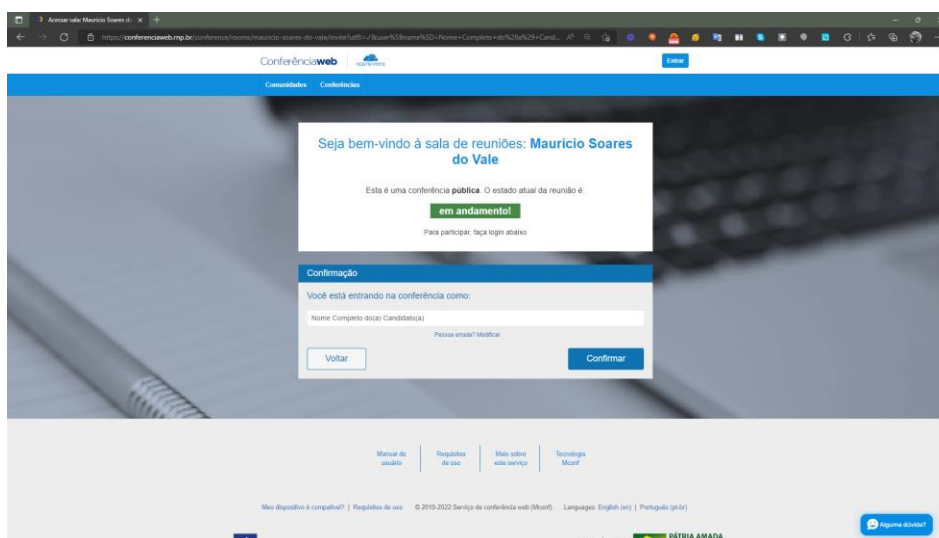 Acessar sala: Mauricio Soares do
https://conferenciaweb.rnp.br/conference/rooms/mauricio-soares-do-vale/invite?utf8=✓&user%5Bname%5D=Nome+Completo+do%28a%29+Cand...
Conferênciaweb
Entrar
Comunidades Conferências
Seja bem-vindo à sala de reuniões: Mauricio Soares
do Vale
Esta é uma conferência pública. O estado atual da reunião é:
em andamento!
Para participar, faça login abaixo
Confirmação
Você está entrando na conferência como:
Nome Completo do(a) Candidato(a)
Pessoa errada? Modificar
Voltar Confirmar
Manual do
usuário
Requisitos
de uso
Mais sobre
este serviço
Tecnologia
Mconf
Meu dispositivo é compatível? | Requisitos de uso © 2010-2022 Serviço de conferência web (Mconf). Languages: English (en) | Português (pt-br)
Alguma dúvida?
PÁTRIA AMADA